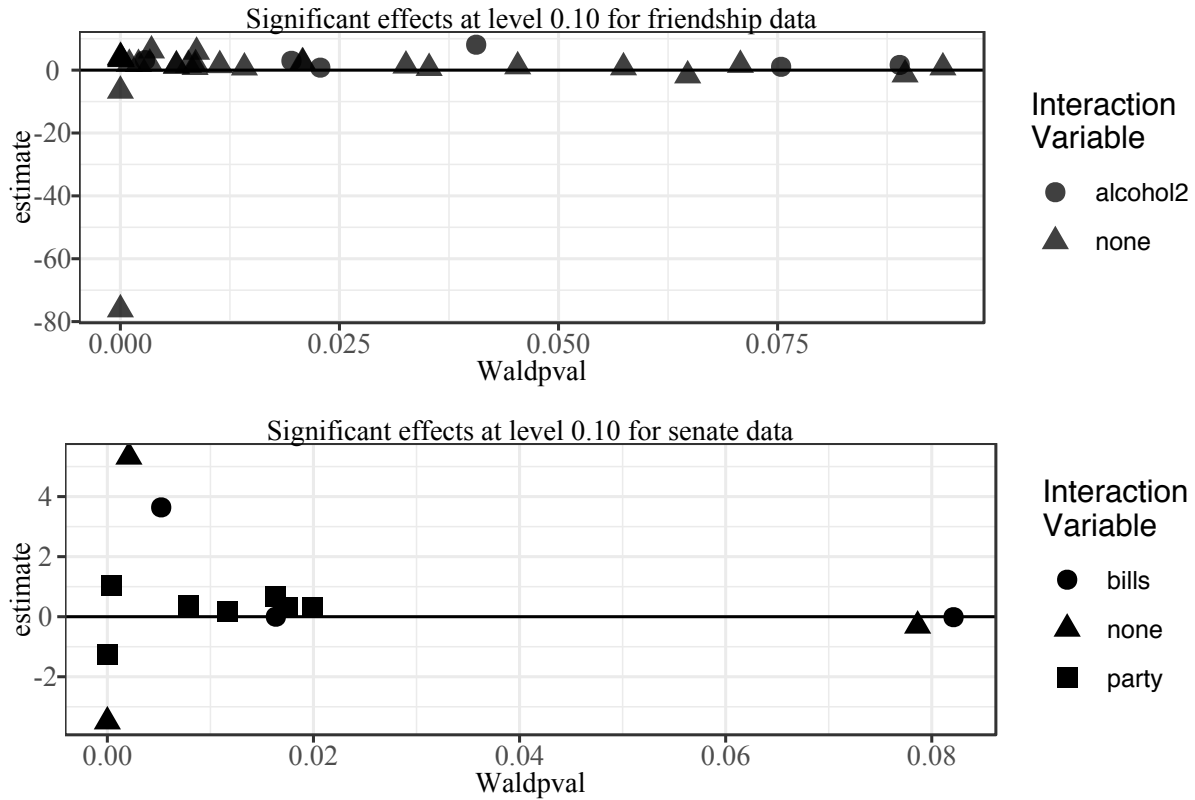 Significant effects at level 0.10 for friendship data
0
-20
-40
-60
-80
estimate
0.000 0.025 0.050 0.075
Waldpval
Interaction
Variable
alcohol2
none
Significant effects at level 0.10 for senate data
4
2
0
-2
estimate
0.00 0.02 0.04 0.06 0.08
Waldpval
Interaction
Variable
bills
none
party